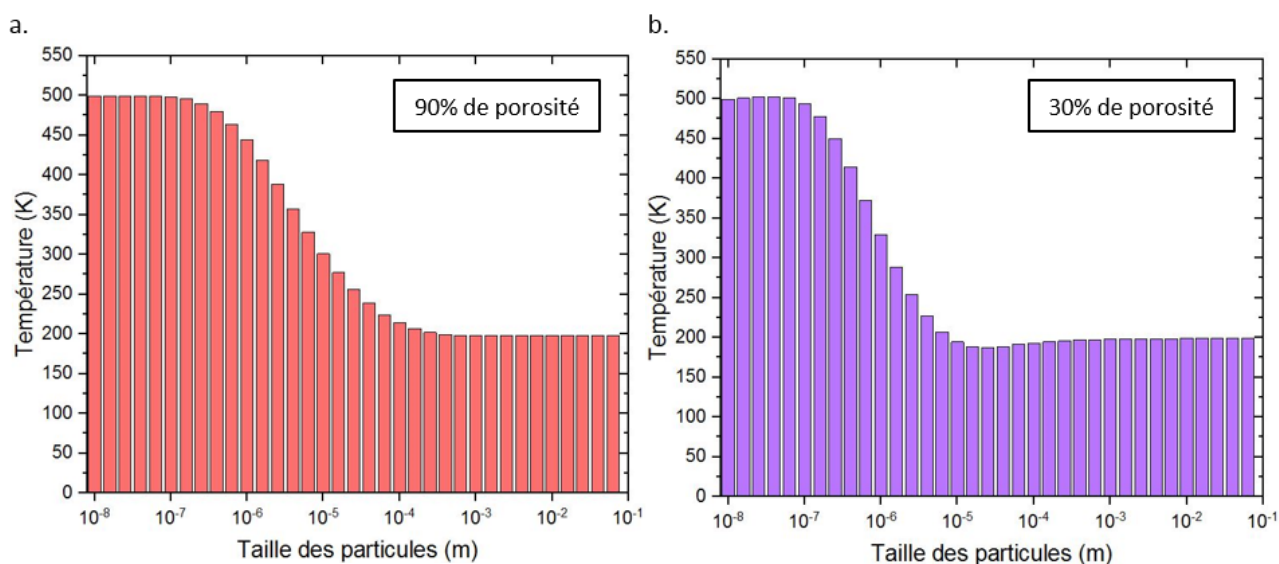 a.
550
500
450
400
350
300
250
200
150
100
50
0
Température (K)
90% de porosité
10⁻⁸ 10⁻⁷ 10⁻⁶ 10⁻⁵ 10⁻⁴ 10⁻³ 10⁻² 10⁻¹
Taille des particules (m)
b.
550
500
450
400
350
300
250
200
150
100
50
0
Température (K)
30% de porosité
10⁻⁸ 10⁻⁷ 10⁻⁶ 10⁻⁵ 10⁻⁴ 10⁻³ 10⁻² 10⁻¹
Taille des particules (m)